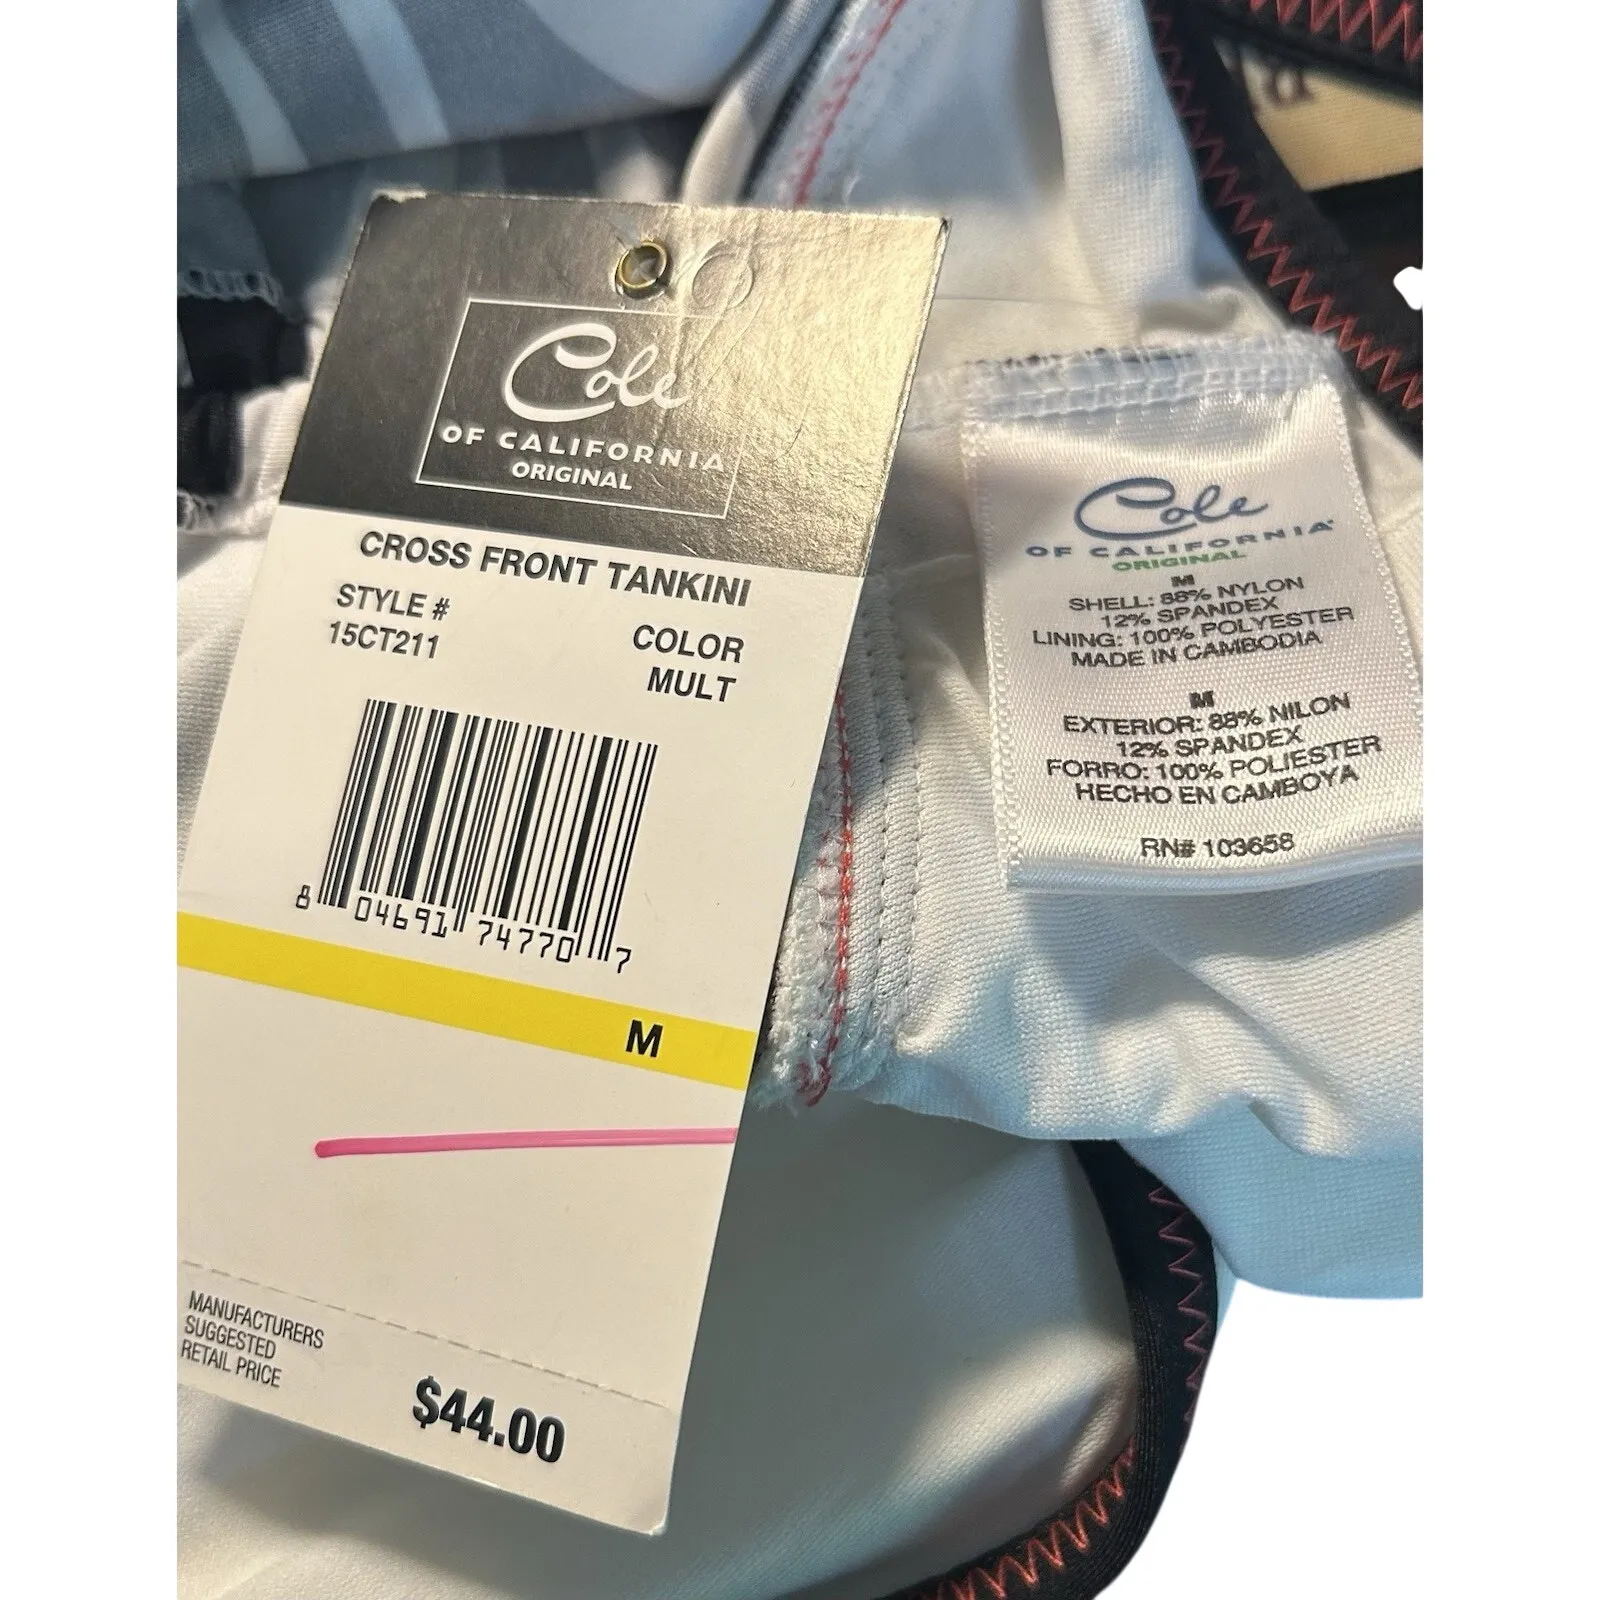 Cole
OF CALIFORNIA
ORIGINAL
CROSS FRONT TANKINI
STYLE #
15CT211
COLOR
MULT
8 04691 74770 7
M
MANUFACTURERS
SUGGESTED
RETAIL PRICE
$44.00
Cole
OF CALIFORNIA
ORIGINAL
M
SHELL: 88% NYLON
12% SPANDEX
LINING: 100% POLYESTER
MADE IN CAMBODIA
M
EXTERIOR: 88% NILON
12% SPANDEX
FORRO: 100% POLIESTER
HECHO EN CAMBOYA
RN# 103658